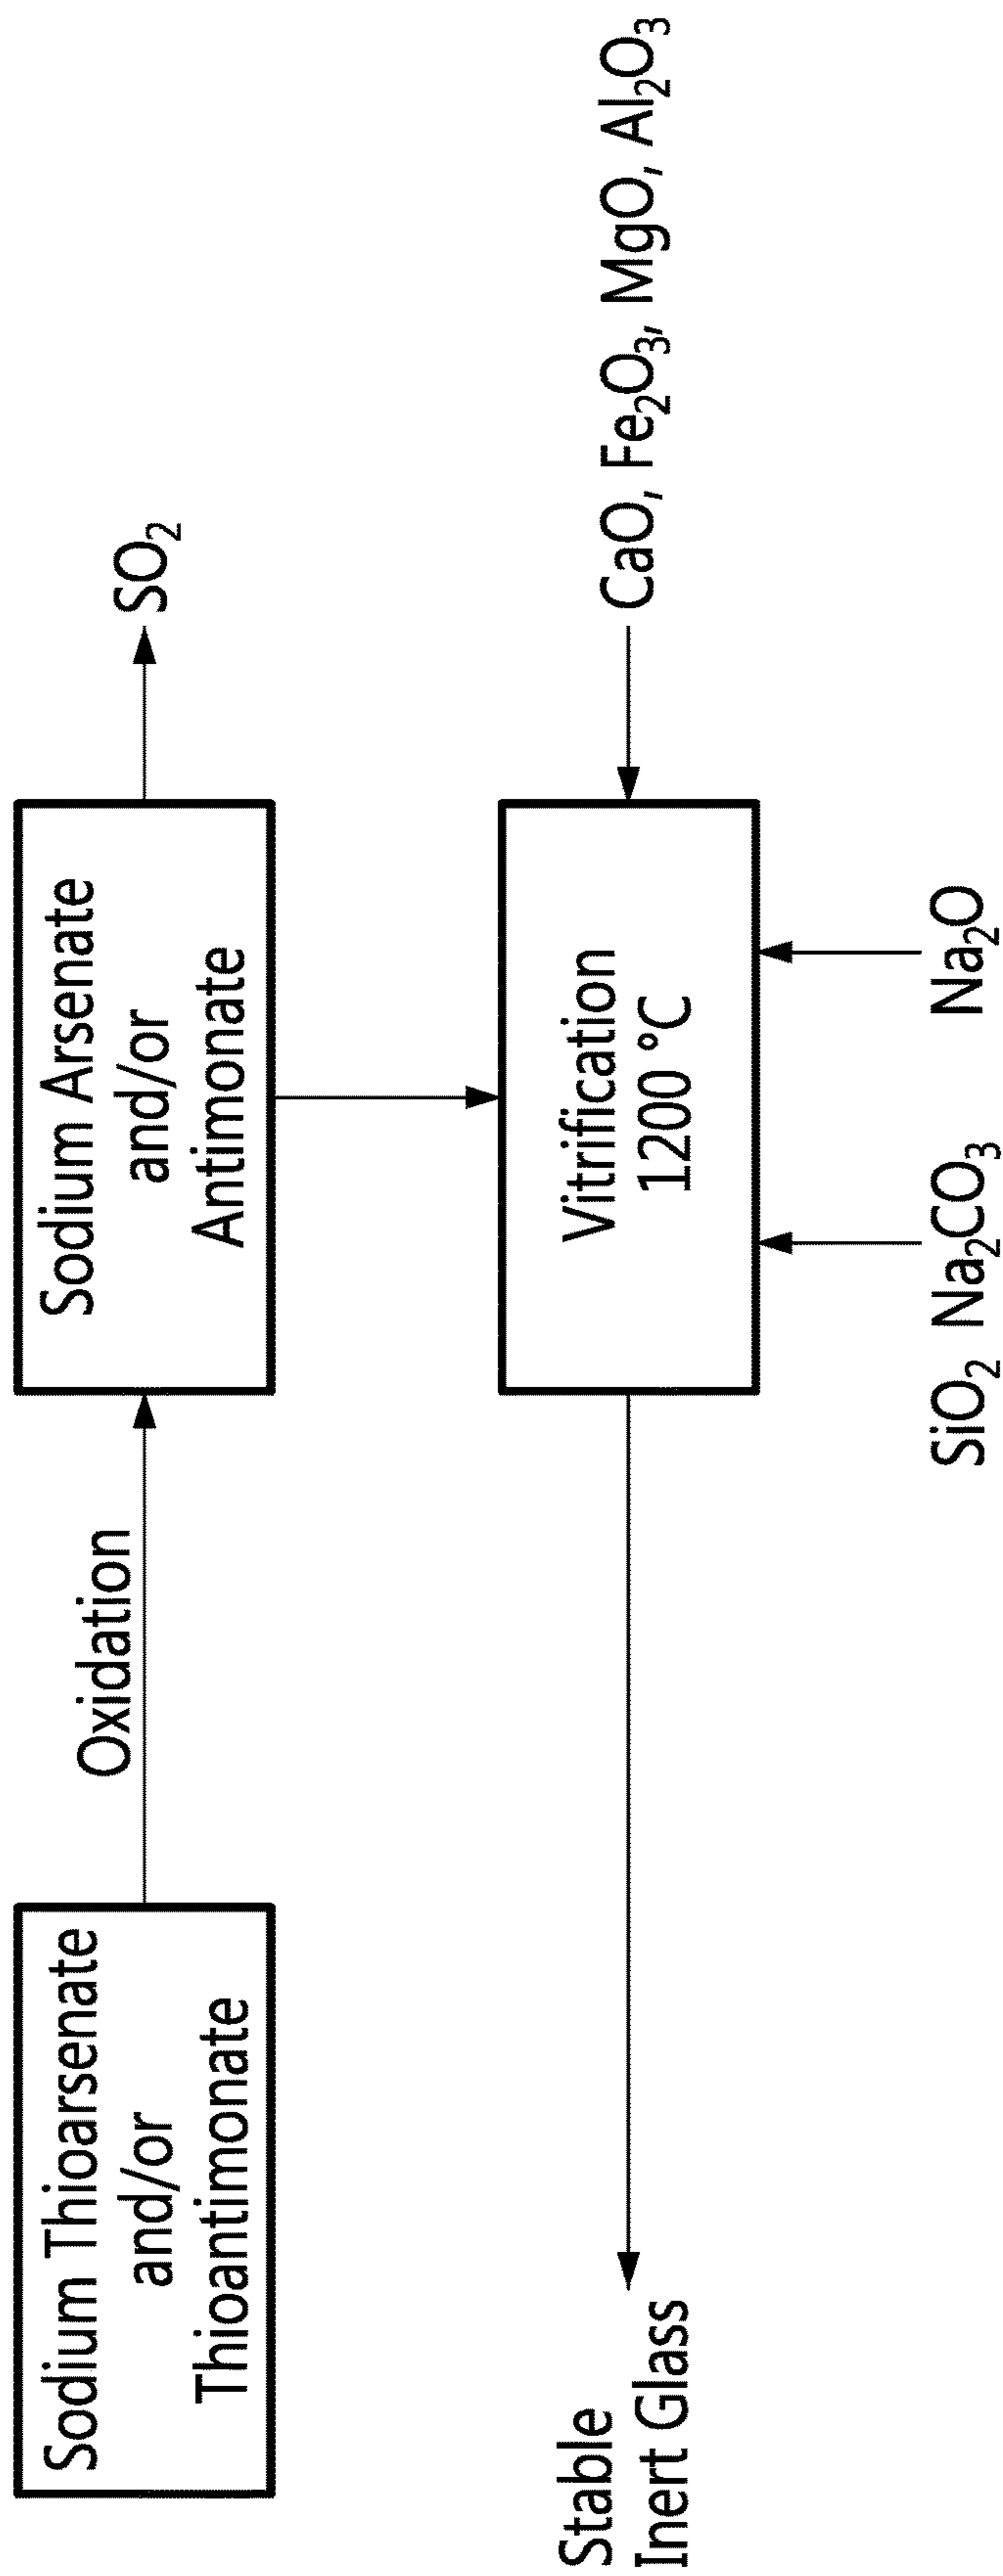 Sodium Thioarsenate
and/or
Thioantimonate
Oxidation
Sodium Arsenate
and/or
Antimonate
SO₂
Stable
Inert Glass
Vitrification
1200 °C
CaO, Fe₂O₃, MgO, Al₂O₃
SiO₂ Na₂CO₃
Na₂O